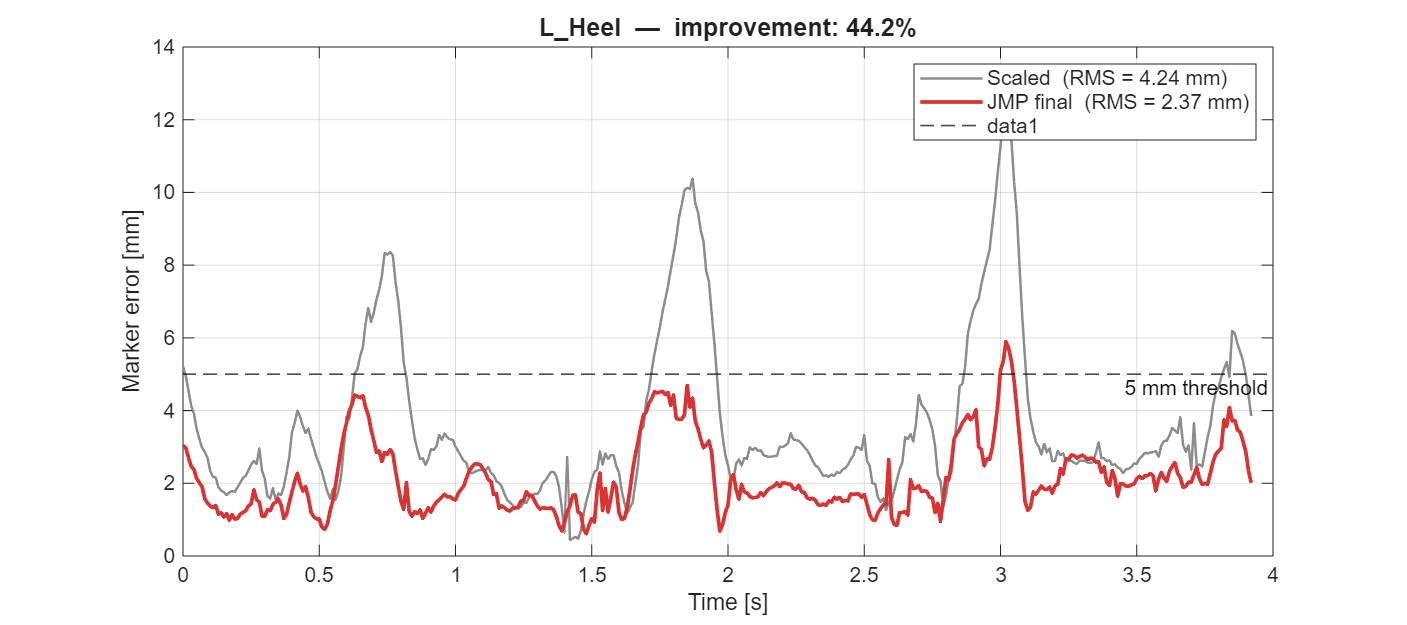 L_Heel — improvement: 44.2%
14
12
10
8
6
4
2
0
Marker error [mm]
Scaled (RMS = 4.24 mm)
JMP final (RMS = 2.37 mm)
data1
5 mm threshold
0 0.5 1 1.5 2 2.5 3 3.5 4
Time [s]